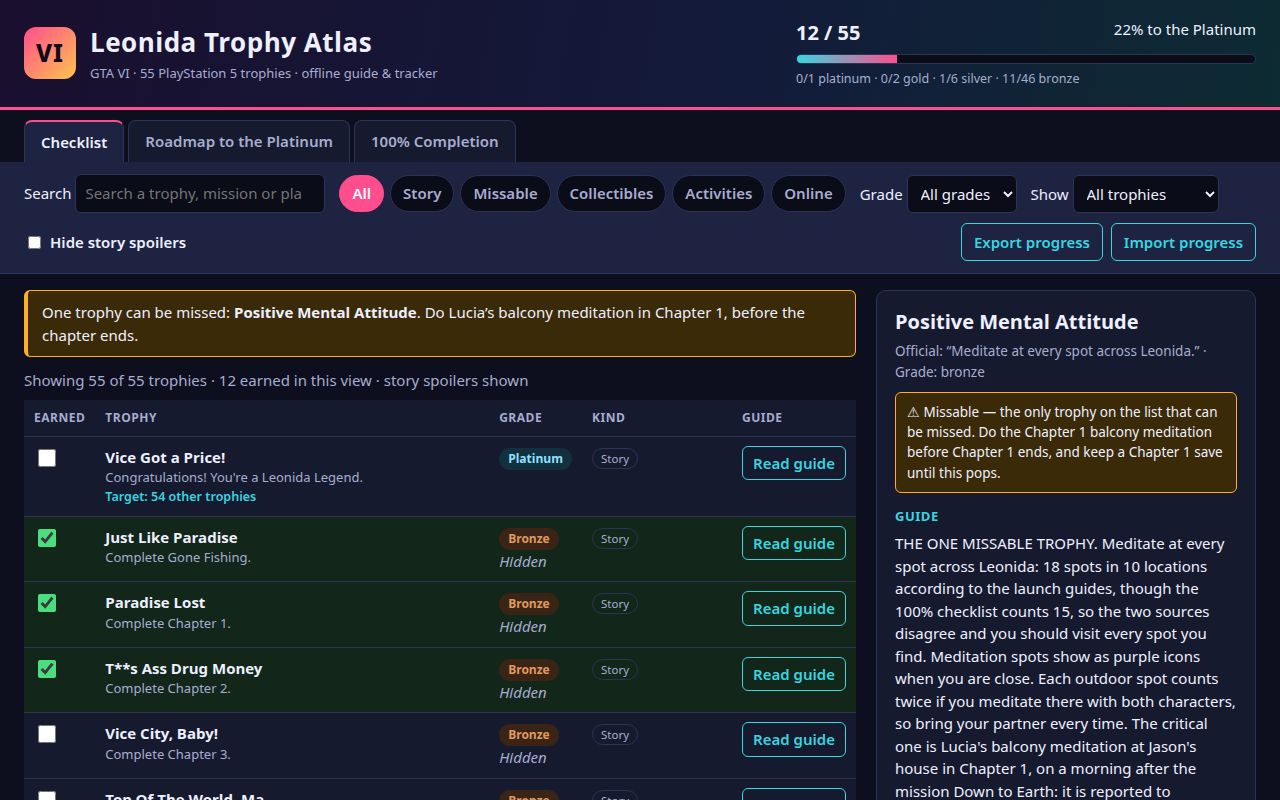 VI
Leonida Trophy Atlas
GTA VI · 55 PlayStation 5 trophies · offline guide & tracker
12 / 55
22% to the Platinum
0/1 platinum · 0/2 gold · 1/6 silver · 11/46 bronze
Checklist
Roadmap to the Platinum
100% Completion
Search
Search a trophy, mission or pla
All
Story
Missable
Collectibles
Activities
Online
Grade
All grades
Show
All trophies
Hide story spoilers
Export progress
Import progress
One trophy can be missed: Positive Mental Attitude. Do Lucia’s balcony meditation in Chapter 1, before the
chapter ends.
Showing 55 of 55 trophies · 12 earned in this view · story spoilers shown
EARNED TROPHY GRADE KIND GUIDE
Vice Got a Price!
Congratulations! You're a Leonida Legend.
Target: 54 other trophies
Platinum
Story
Read guide
Just Like Paradise
Complete Gone Fishing.
Bronze
Hidden
Story
Read guide
Paradise Lost
Complete Chapter 1.
Bronze
Hidden
Story
Read guide
T**s Ass Drug Money
Complete Chapter 2.
Bronze
Hidden
Story
Read guide
Vice City, Baby!
Complete Chapter 3.
Bronze
Hidden
Story
Read guide
Positive Mental Attitude
Official: “Meditate at every spot across Leonida.” ·
Grade: bronze
⚠ Missable — the only trophy on the list that can
be missed. Do the Chapter 1 balcony meditation
before Chapter 1 ends, and keep a Chapter 1 save
until this pops.
GUIDE
THE ONE MISSABLE TROPHY. Meditate at every
spot across Leonida: 18 spots in 10 locations
according to the launch guides, though the
100% checklist counts 15, so the two sources
disagree and you should visit every spot you
find. Meditation spots show as purple icons
when you are close. Each outdoor spot counts
twice if you meditate there with both characters,
so bring your partner every time. The critical
one is Lucia's balcony meditation at Jason's
house in Chapter 1, on a morning after the
mission Down to Earth: it is reported to